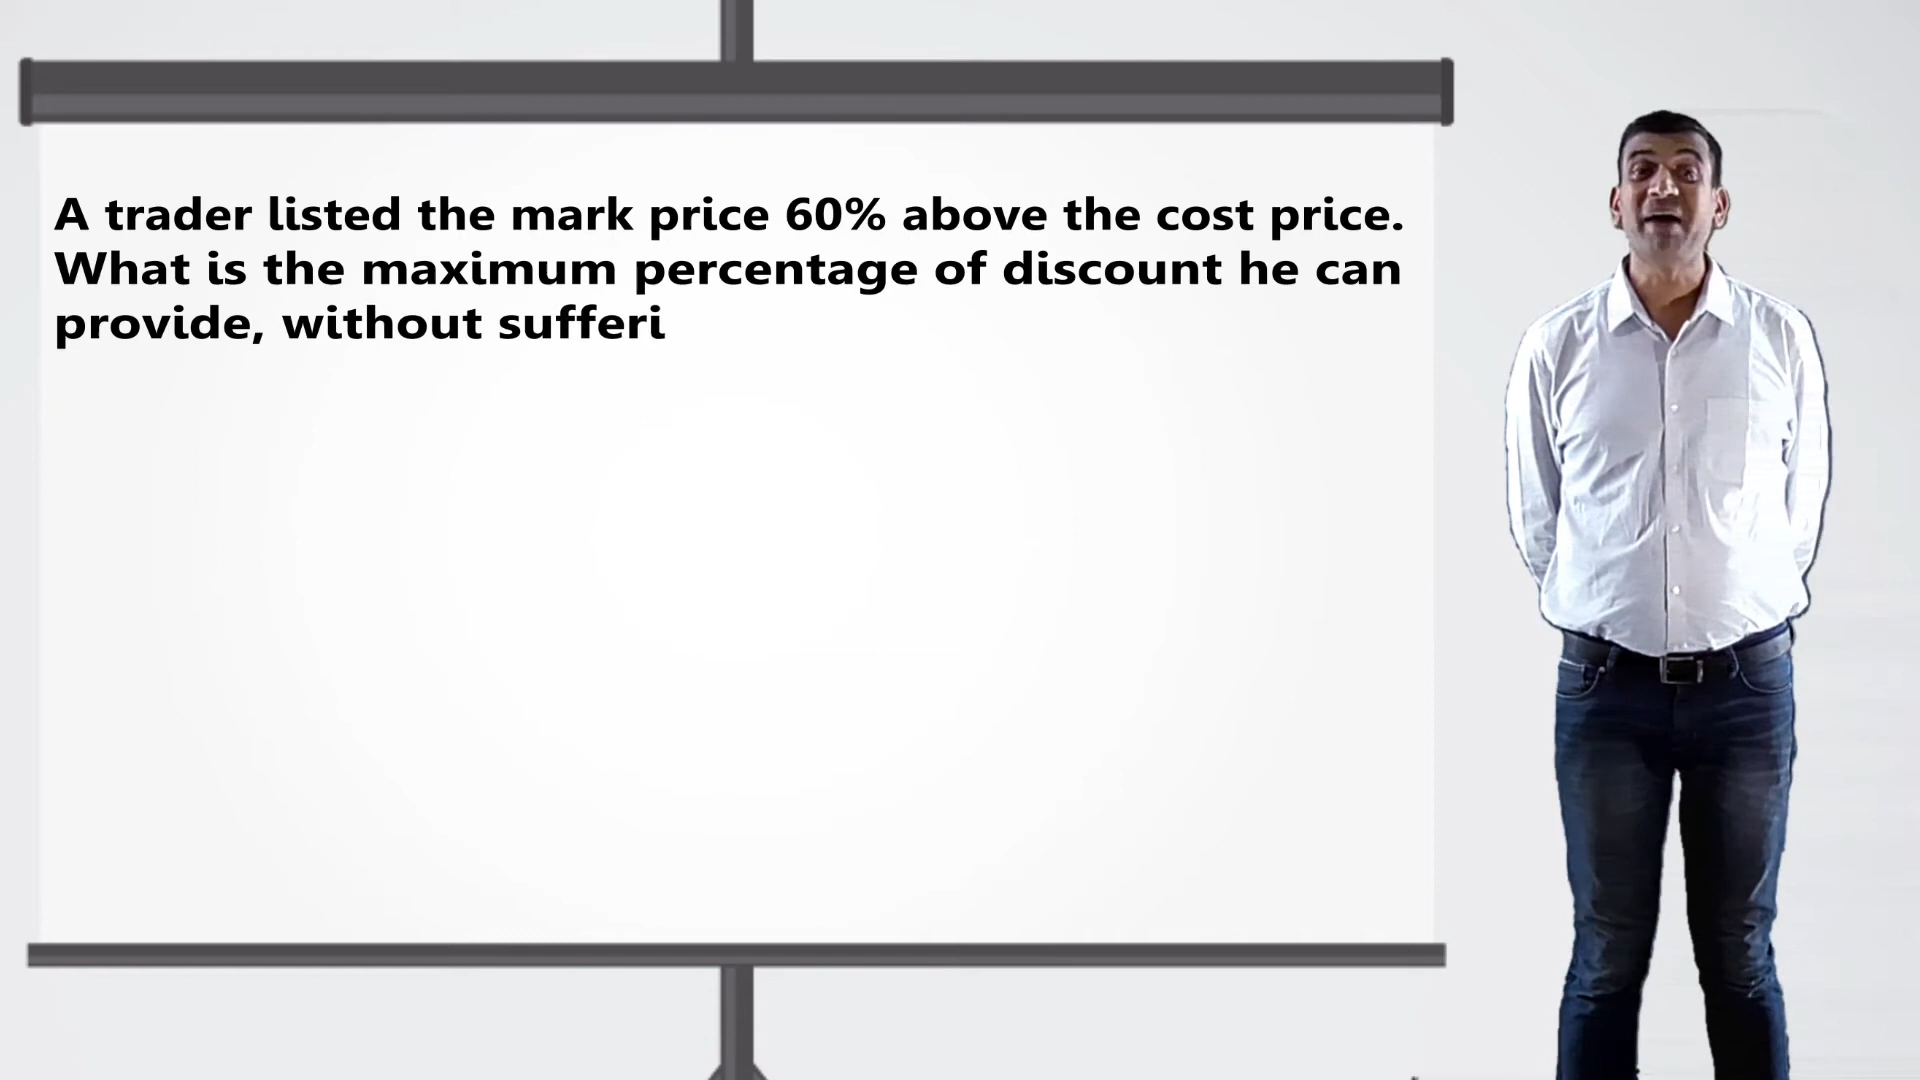 A trader listed the mark price 60% above the cost price.
What is the maximum percentage of discount he can
provide, without sufferi